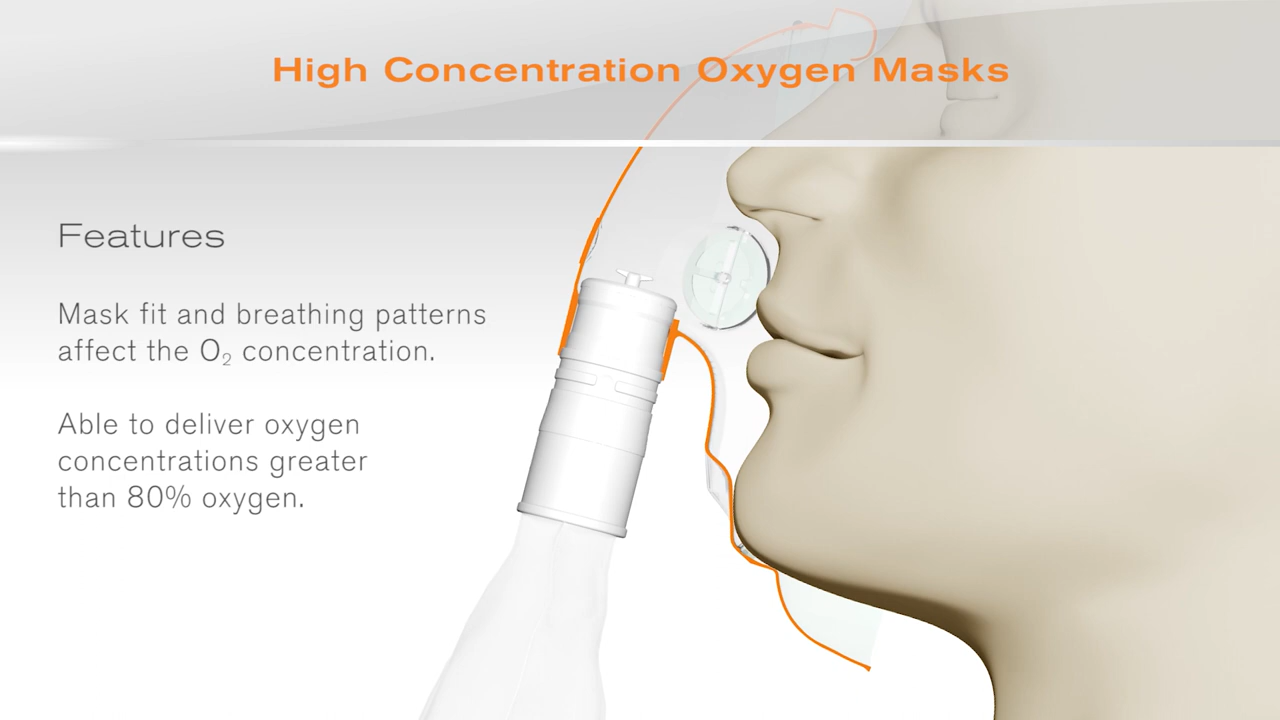 High Concentration Oxygen Masks
Features
Mask fit and breathing patterns
affect the O₂ concentration.
Able to deliver oxygen
concentrations greater
than 80% oxygen.